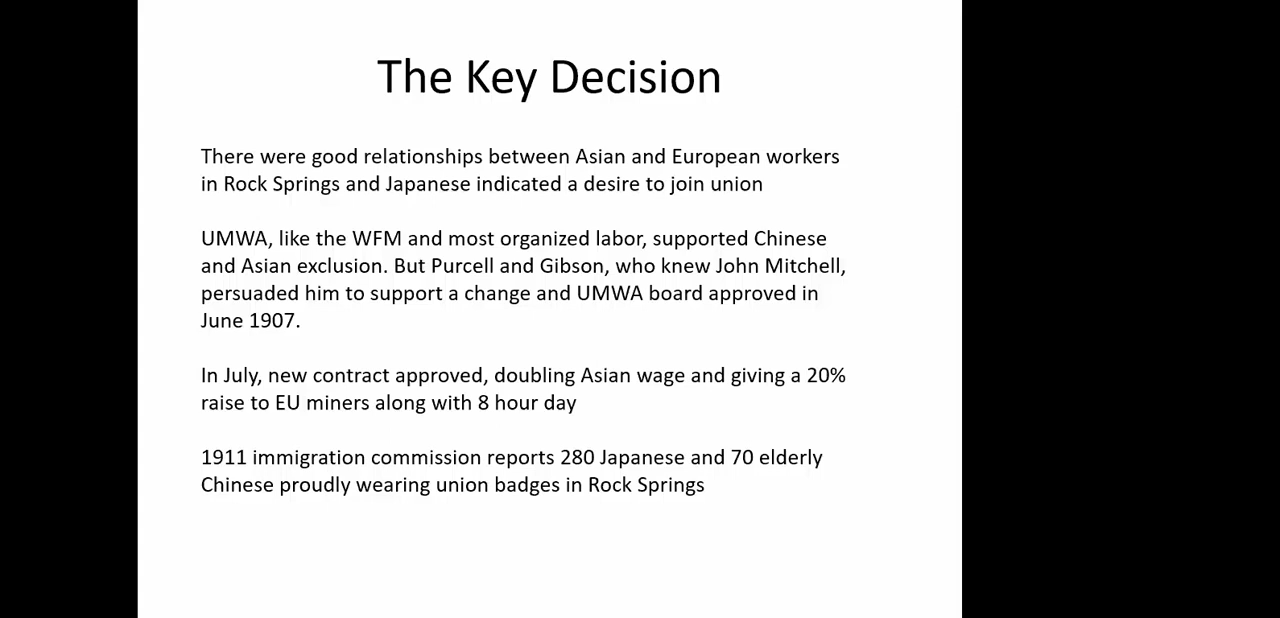 The Key Decision
There were good relationships between Asian and European workers
in Rock Springs and Japanese indicated a desire to join union
UMWA, like the WFM and most organized labor, supported Chinese
and Asian exclusion. But Purcell and Gibson, who knew John Mitchell,
persuaded him to support a change and UMWA board approved in
June 1907.
In July, new contract approved, doubling Asian wage and giving a 20%
raise to EU miners along with 8 hour day
1911 immigration commission reports 280 Japanese and 70 elderly
Chinese proudly wearing union badges in Rock Springs